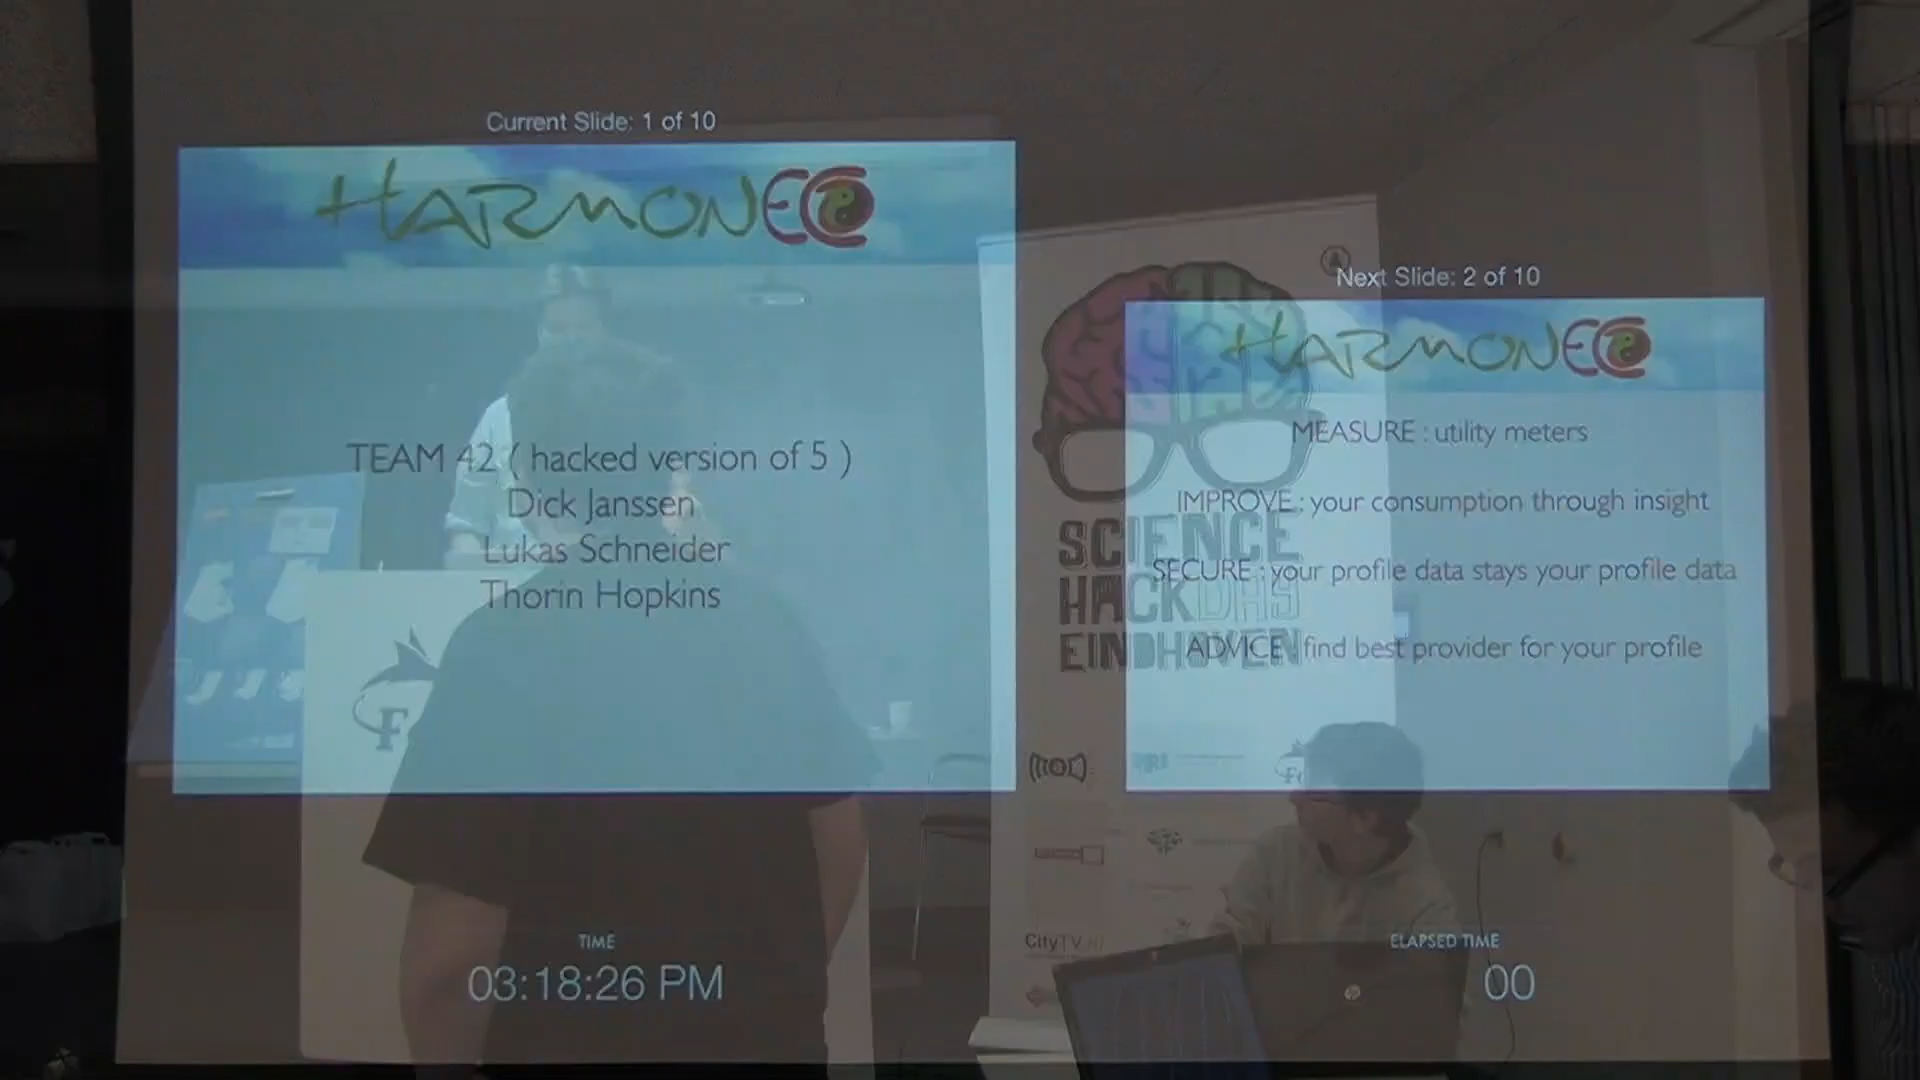 Current Slide: 1 of 10
HARMONEC
TEAM 42 ( hacked version of 5 )
Dick Janssen
Lukas Schneider
Thorin Hopkins
TIME
03:18:26 PM
Next Slide: 2 of 10
HARMONEC
MEASURE : utility meters
IMPROVE : your consumption through insight
SECURE : your profile data stays your profile data
ADVICE : find best provider for your profile
ELAPSED TIME
00
SCIENCE
HACKDAY
EINDHOVEN
CityTV.nl
F